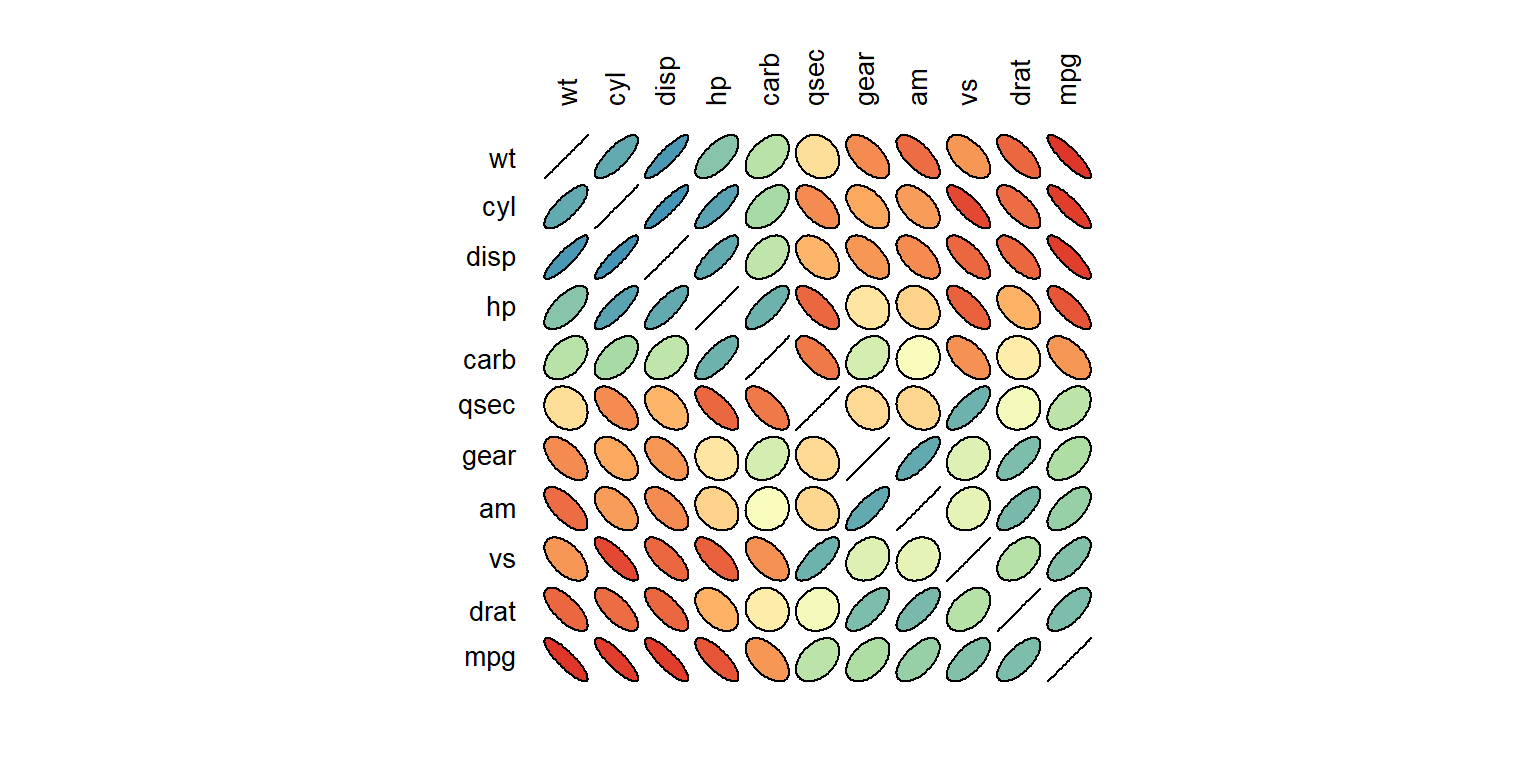 wt cyl disp hp carb qsec gear am vs drat mpg
wt
cyl
disp
hp
carb
qsec
gear
am
vs
drat
mpg